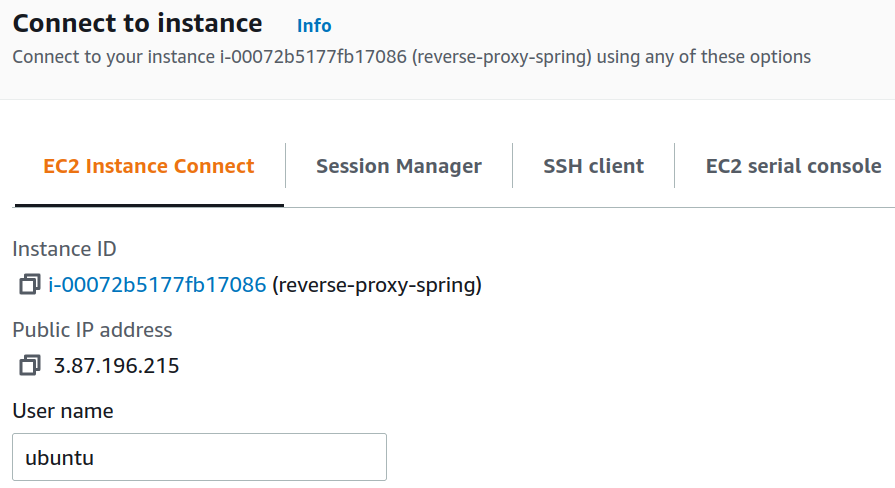 Connect to instance Info
Connect to your instance i-00072b5177fb17086 (reverse-proxy-spring) using any of these options
EC2 Instance Connect Session Manager SSH client EC2 serial console
Instance ID
i-00072b5177fb17086 (reverse-proxy-spring)
Public IP address
3.87.196.215
User name
ubuntu